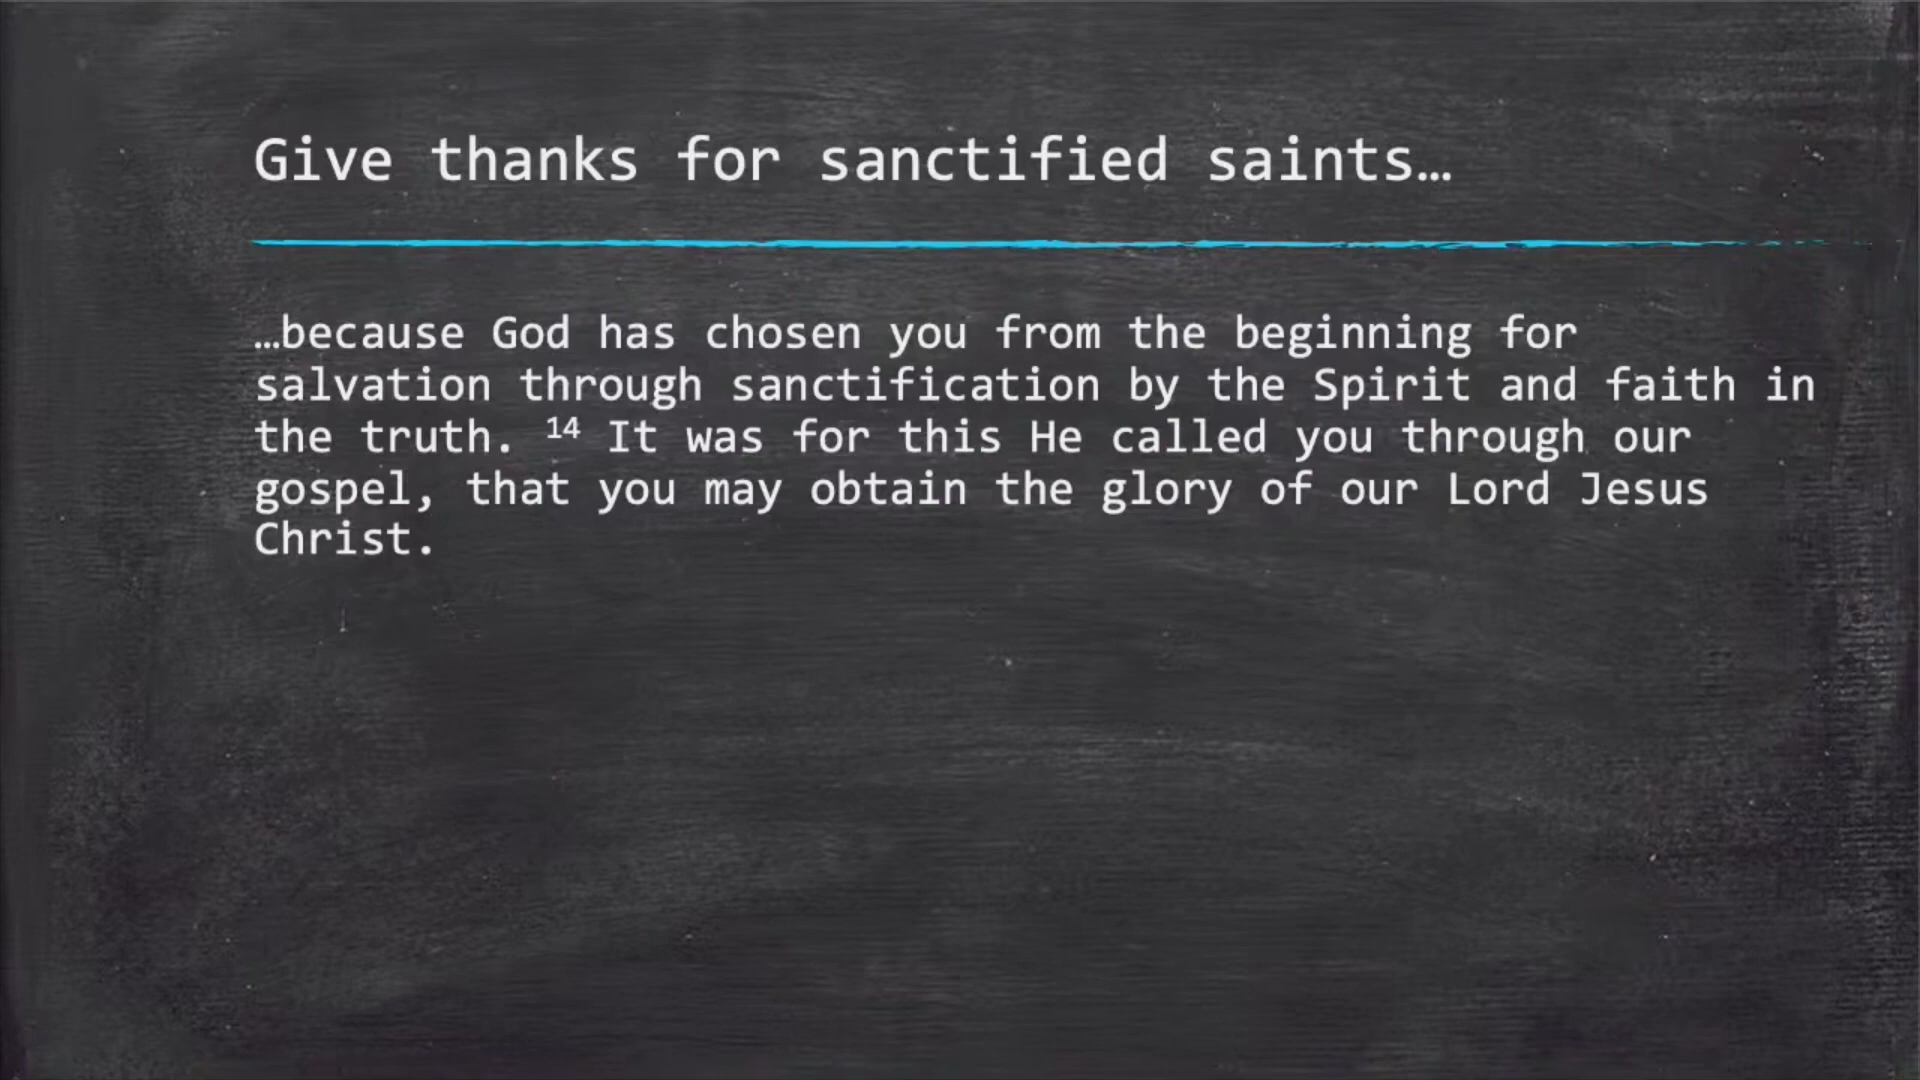 Give thanks for sanctified saints…
…because God has chosen you from the beginning for
salvation through sanctification by the Spirit and faith in
the truth. ¹⁴ It was for this He called you through our
gospel, that you may obtain the glory of our Lord Jesus
Christ.